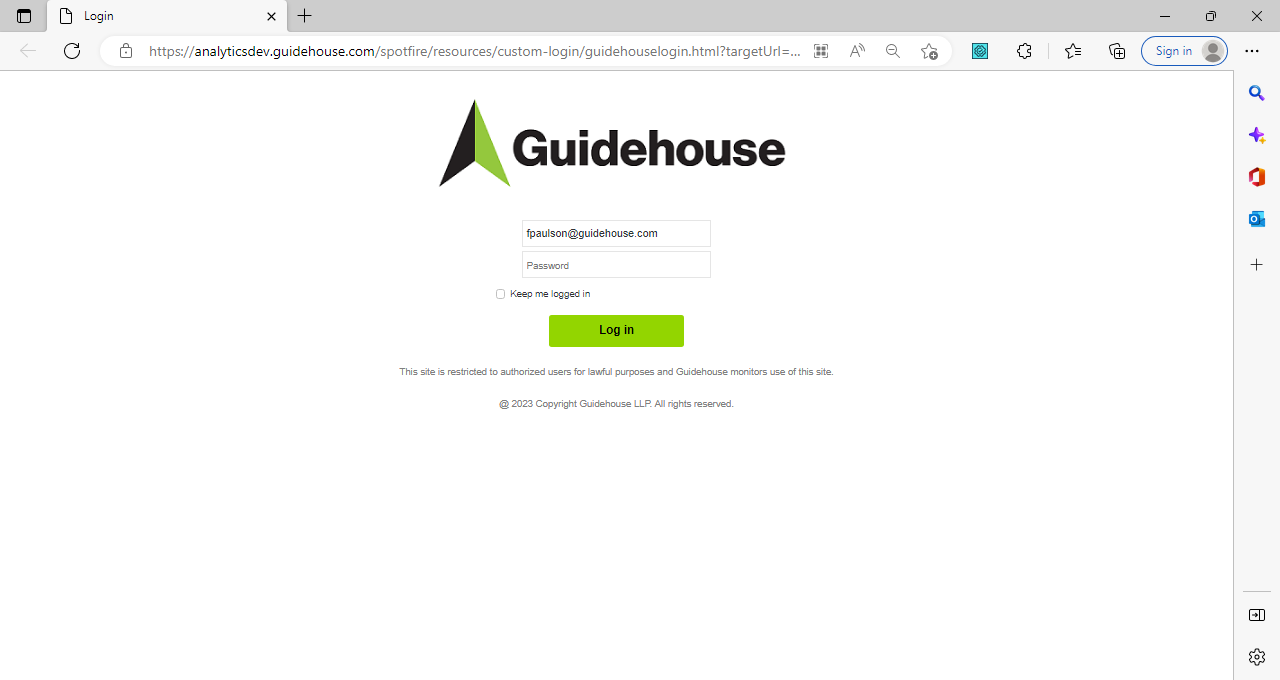 Login
https://analyticsdev.guidehouse.com/spotfire/resources/custom-login/guidehouselogin.html?targetUrl=...
Sign in
Guidehouse
fpaulson@guidehouse.com
Password
Keep me logged in
Log in
This site is restricted to authorized users for lawful purposes and Guidehouse monitors use of this site.
@ 2023 Copyright Guidehouse LLP. All rights reserved.